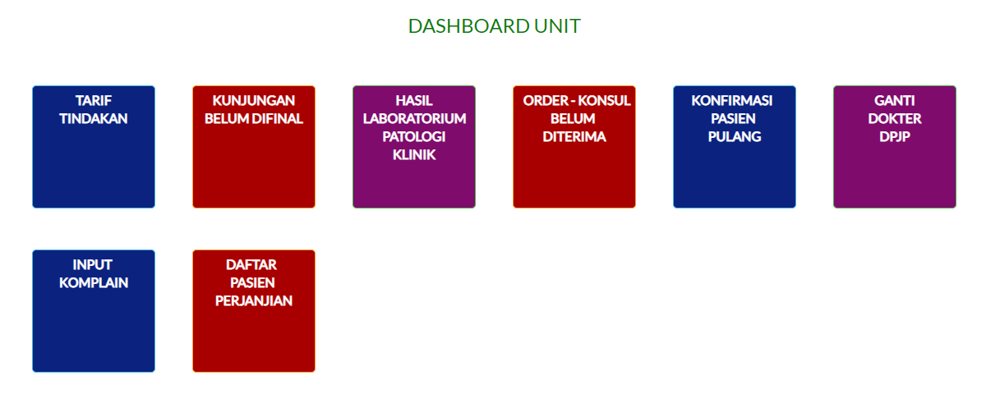 DASHBOARD UNIT
TARIF
TINDAKAN
KUNJUNGAN
BELUM DIFINAL
HASIL
LABORATORIUM
PATOLOGI
KLINIK
ORDER - KONSUL
BELUM
DITERIMA
KONFIRMASI
PASIEN
PULANG
GANTI
DOKTER
DPJP
INPUT
KOMPLAIN
DAFTAR
PASIEN
PERJANJIAN